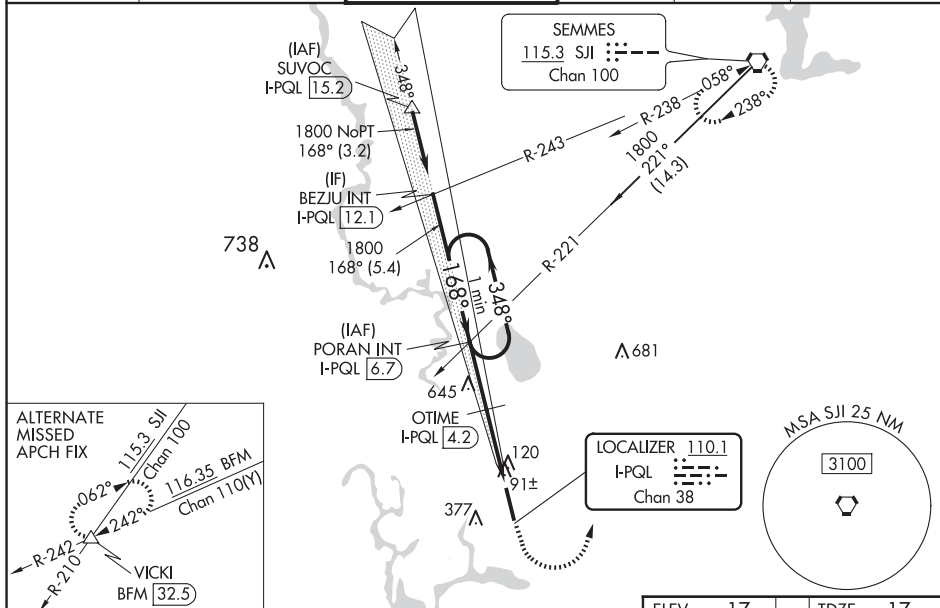 SEMMES
115.3 SJI
Chan 100
(IAF)
SUVOC
I-PQL 15.2
348°
1800 NoPT
168° (3.2)
(IF)
BEZJU INT
I-PQL 12.1
1800
168° (5.4)
R-243
R-238
058°
238°
1800
221°
(14.3)
R-221
738
168°
1 min
348°
(IAF)
PORAN INT
I-PQL 6.7
645
681
OTIME
I-PQL 4.2
120
91±
377
LOCALIZER 110.1
I-PQL
Chan 38
MSA SJI 25 NM
3100
ALTERNATE
MISSED
APCH FIX
115.3 SJI
Chan 100
116.35 BFM
Chan 110(Y)
062°
242°
R-242
R-210
VICKI
BFM 32.5
ELEV 17
TDZE 17